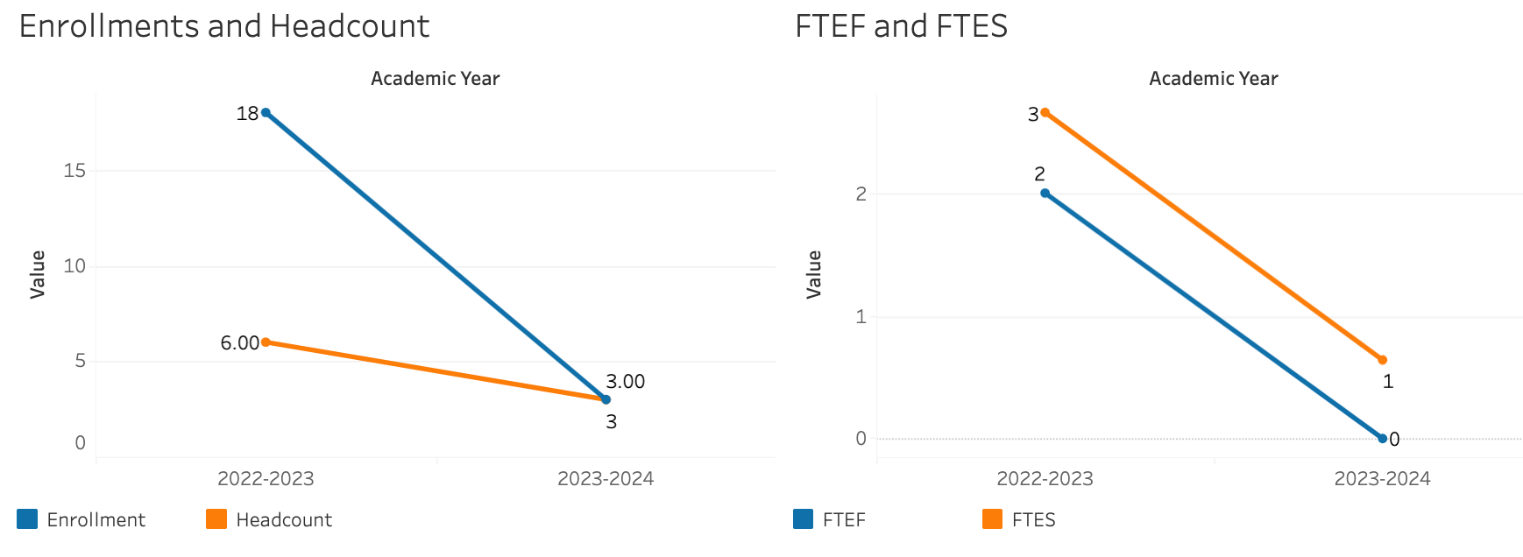 Enrollments and Headcount
Academic Year
18
15
10
6.00
5
3.00
3
0
Value
2022-2023
2023-2024
Enrollment
Headcount
FTEF and FTES
Academic Year
3
2
2
1
1
0
0
Value
2022-2023
2023-2024
FTEF
FTES